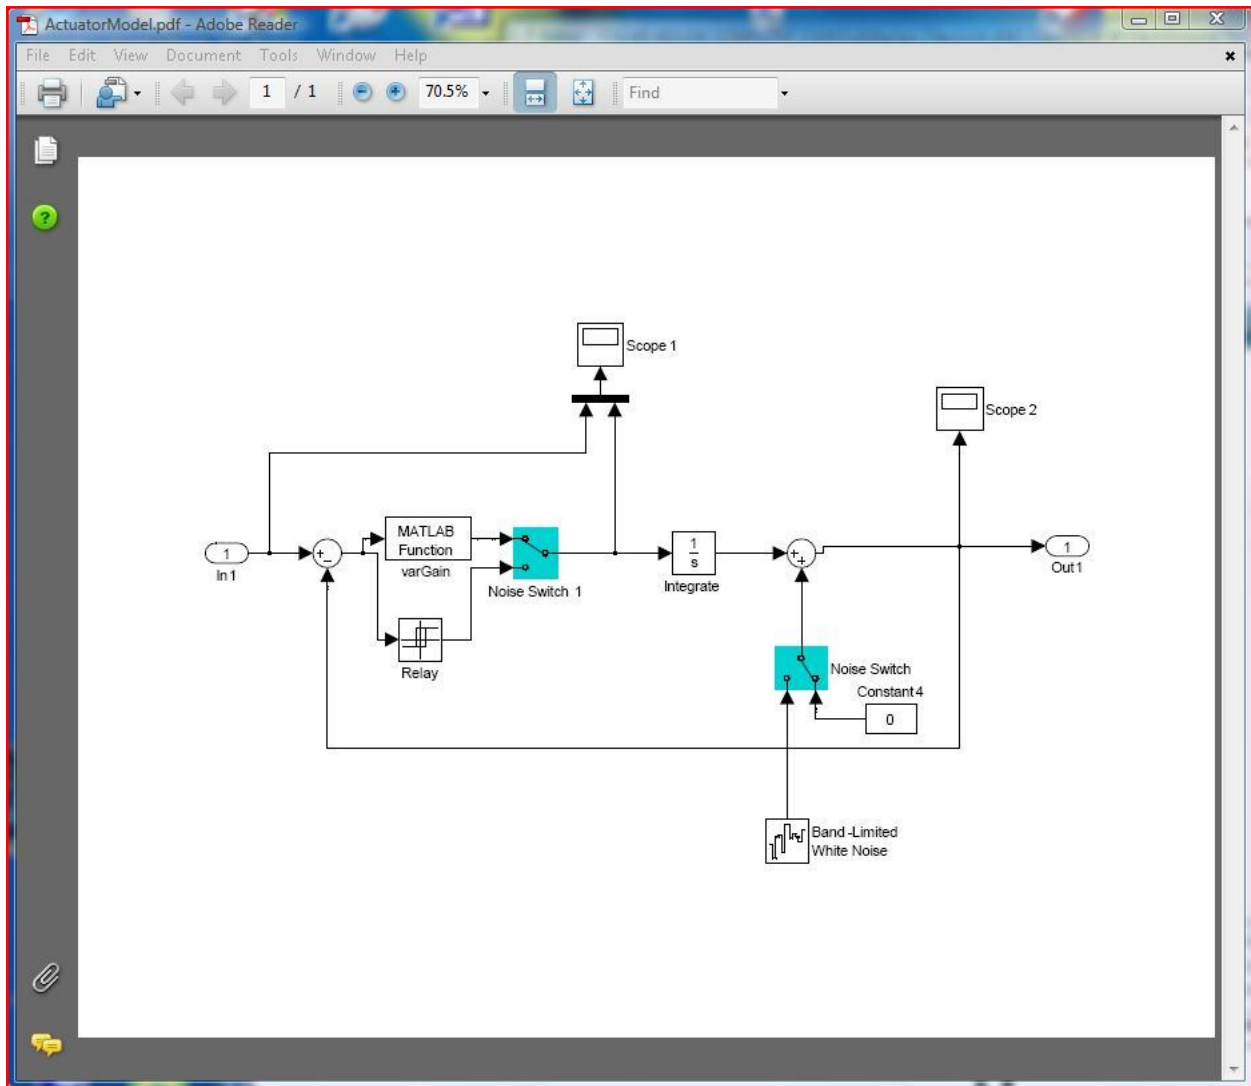 ActuatorModel.pdf - Adobe Reader
File Edit View Document Tools Window Help
1 / 1 70.5% Find
Scope 1
Scope 2
MATLAB
Function
varGain
1
In 1
Noise Switch 1
1
s
Integrate
1
Out 1
Relay
Noise Switch
Constant 4
0
Band-Limited
White Noise